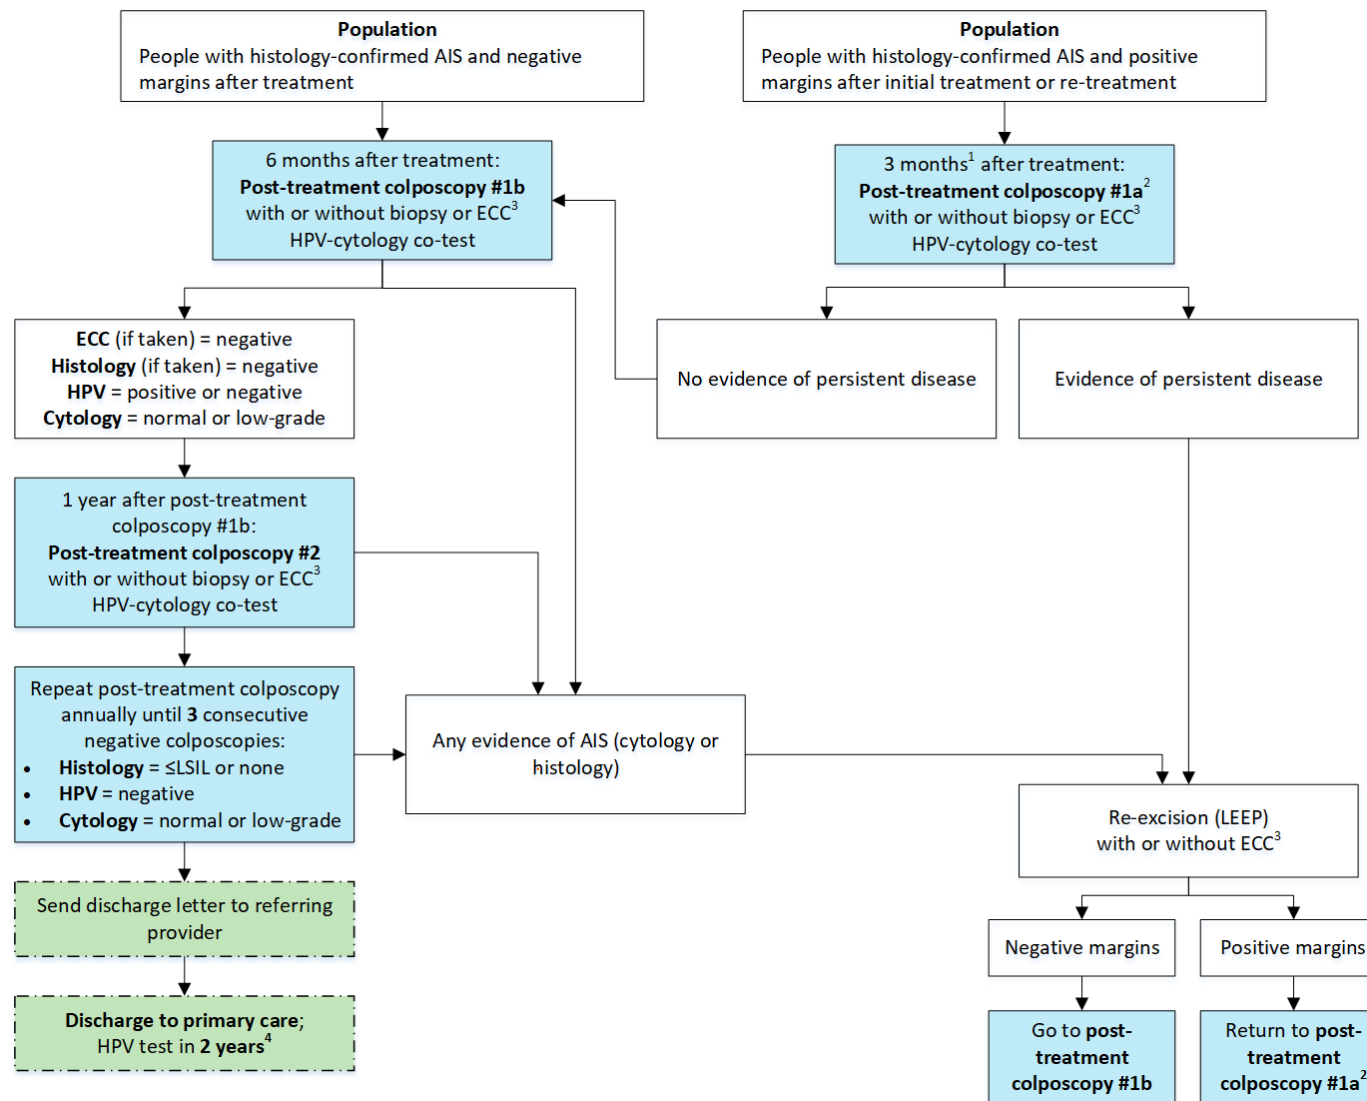 Population
People with histology-confirmed AIS and negative
margins after treatment
Population
People with histology-confirmed AIS and positive
margins after initial treatment or re-treatment
6 months after treatment:
Post-treatment colposcopy #1b
with or without biopsy or ECC³
HPV-cytology co-test
3 months¹ after treatment:
Post-treatment colposcopy #1a²
with or without biopsy or ECC³
HPV-cytology co-test
ECC (if taken) = negative
Histology (if taken) = negative
HPV = positive or negative
Cytology = normal or low-grade
No evidence of persistent disease
Evidence of persistent disease
1 year after post-treatment
colposcopy #1b:
Post-treatment colposcopy #2
with or without biopsy or ECC³
HPV-cytology co-test
Repeat post-treatment colposcopy
annually until 3 consecutive
negative colposcopies:
• Histology = ≤LSIL or none
• HPV = negative
• Cytology = normal or low-grade
Any evidence of AIS (cytology or
histology)
Re-excision (LEEP)
with or without ECC³
Send discharge letter to referring
provider
Negative margins
Positive margins
Discharge to primary care;
HPV test in 2 years⁴
Go to post-
treatment
colposcopy #1b
Return to post-
treatment
colposcopy #1a²